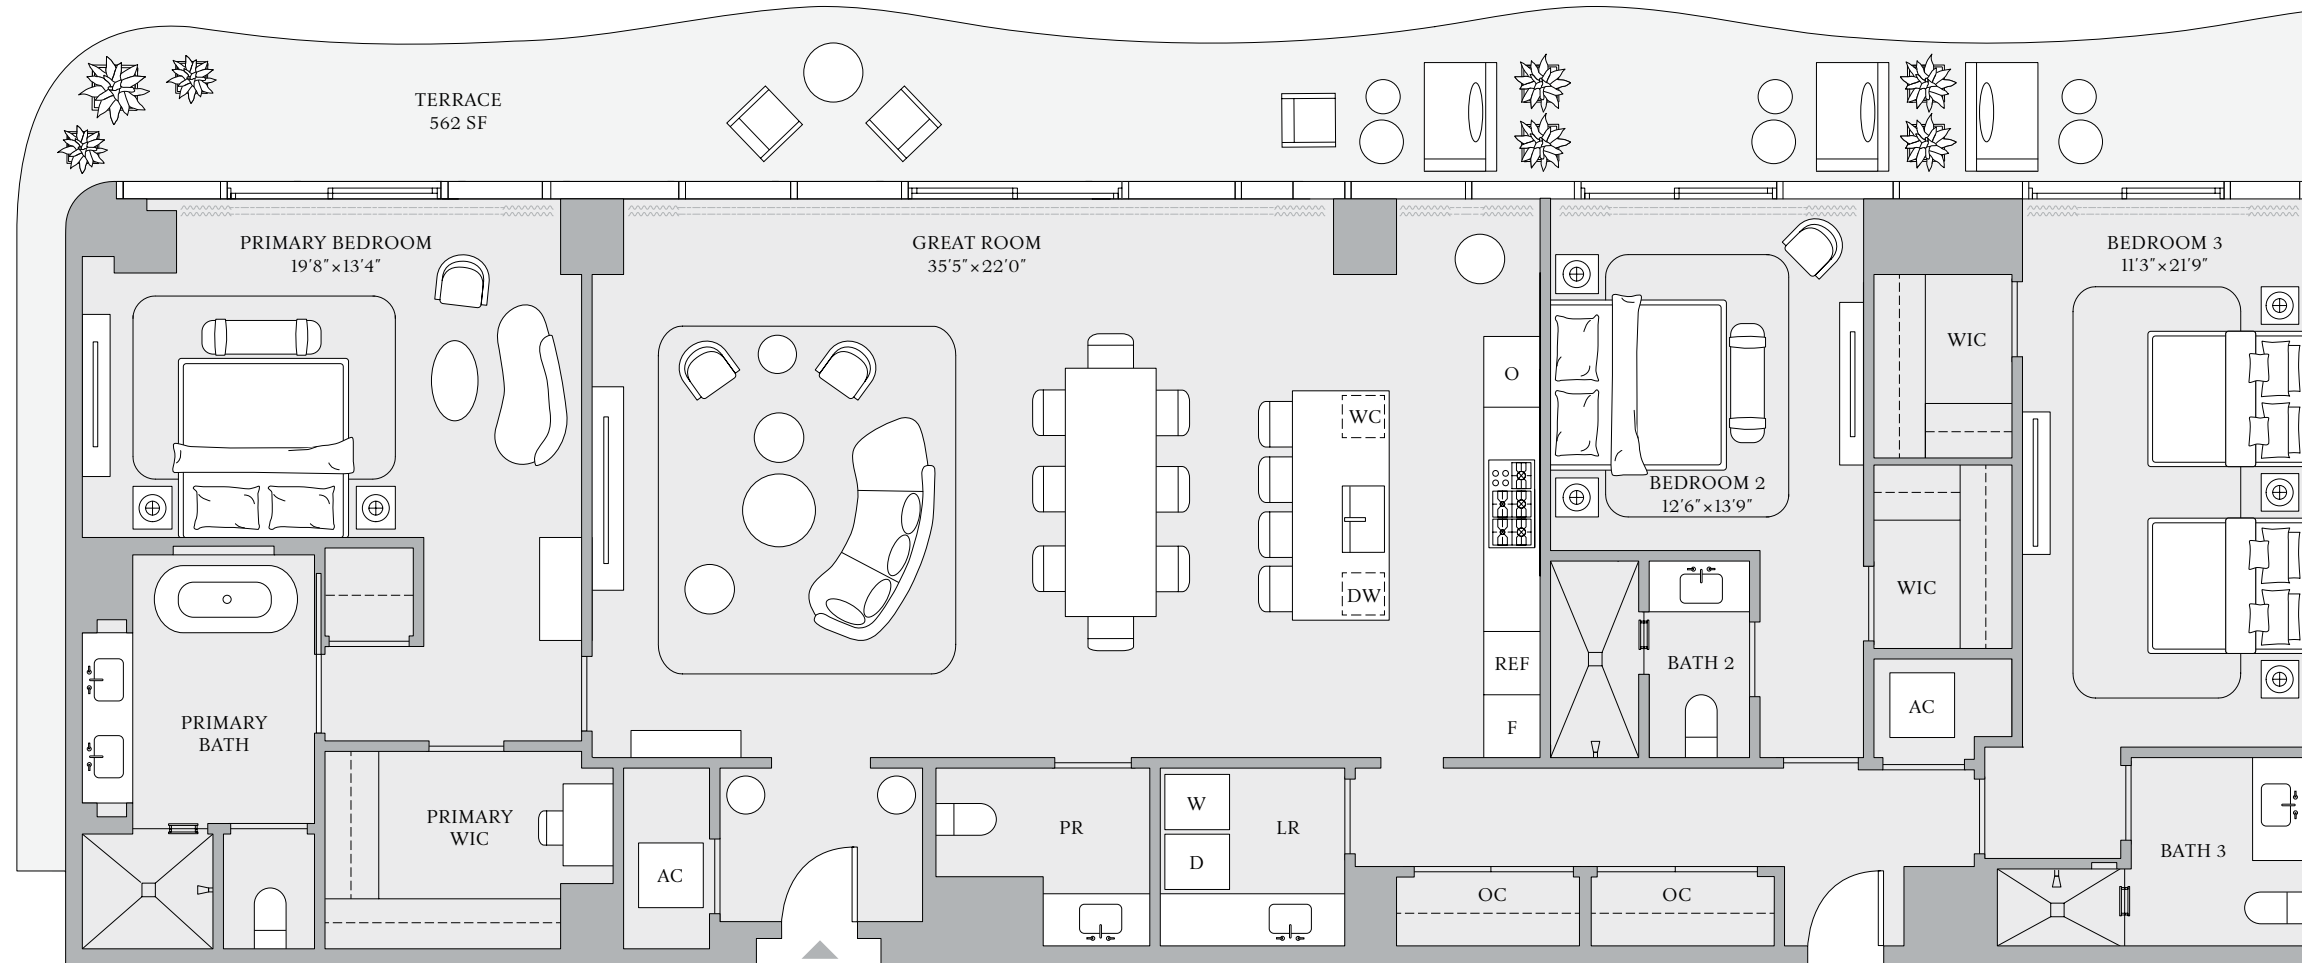 TERRACE
562 SF
PRIMARY BEDROOM
19'8"×13'4"
GREAT ROOM
35'5"×22'0"
BEDROOM 3
11'3"×21'9"
WIC
O
WC
BEDROOM 2
12'6"×13'9"
WIC
DW
REF
BATH 2
AC
F
PRIMARY
BATH
W
PRIMARY
WIC
PR
LR
BATH 3
D
AC
OC
OC